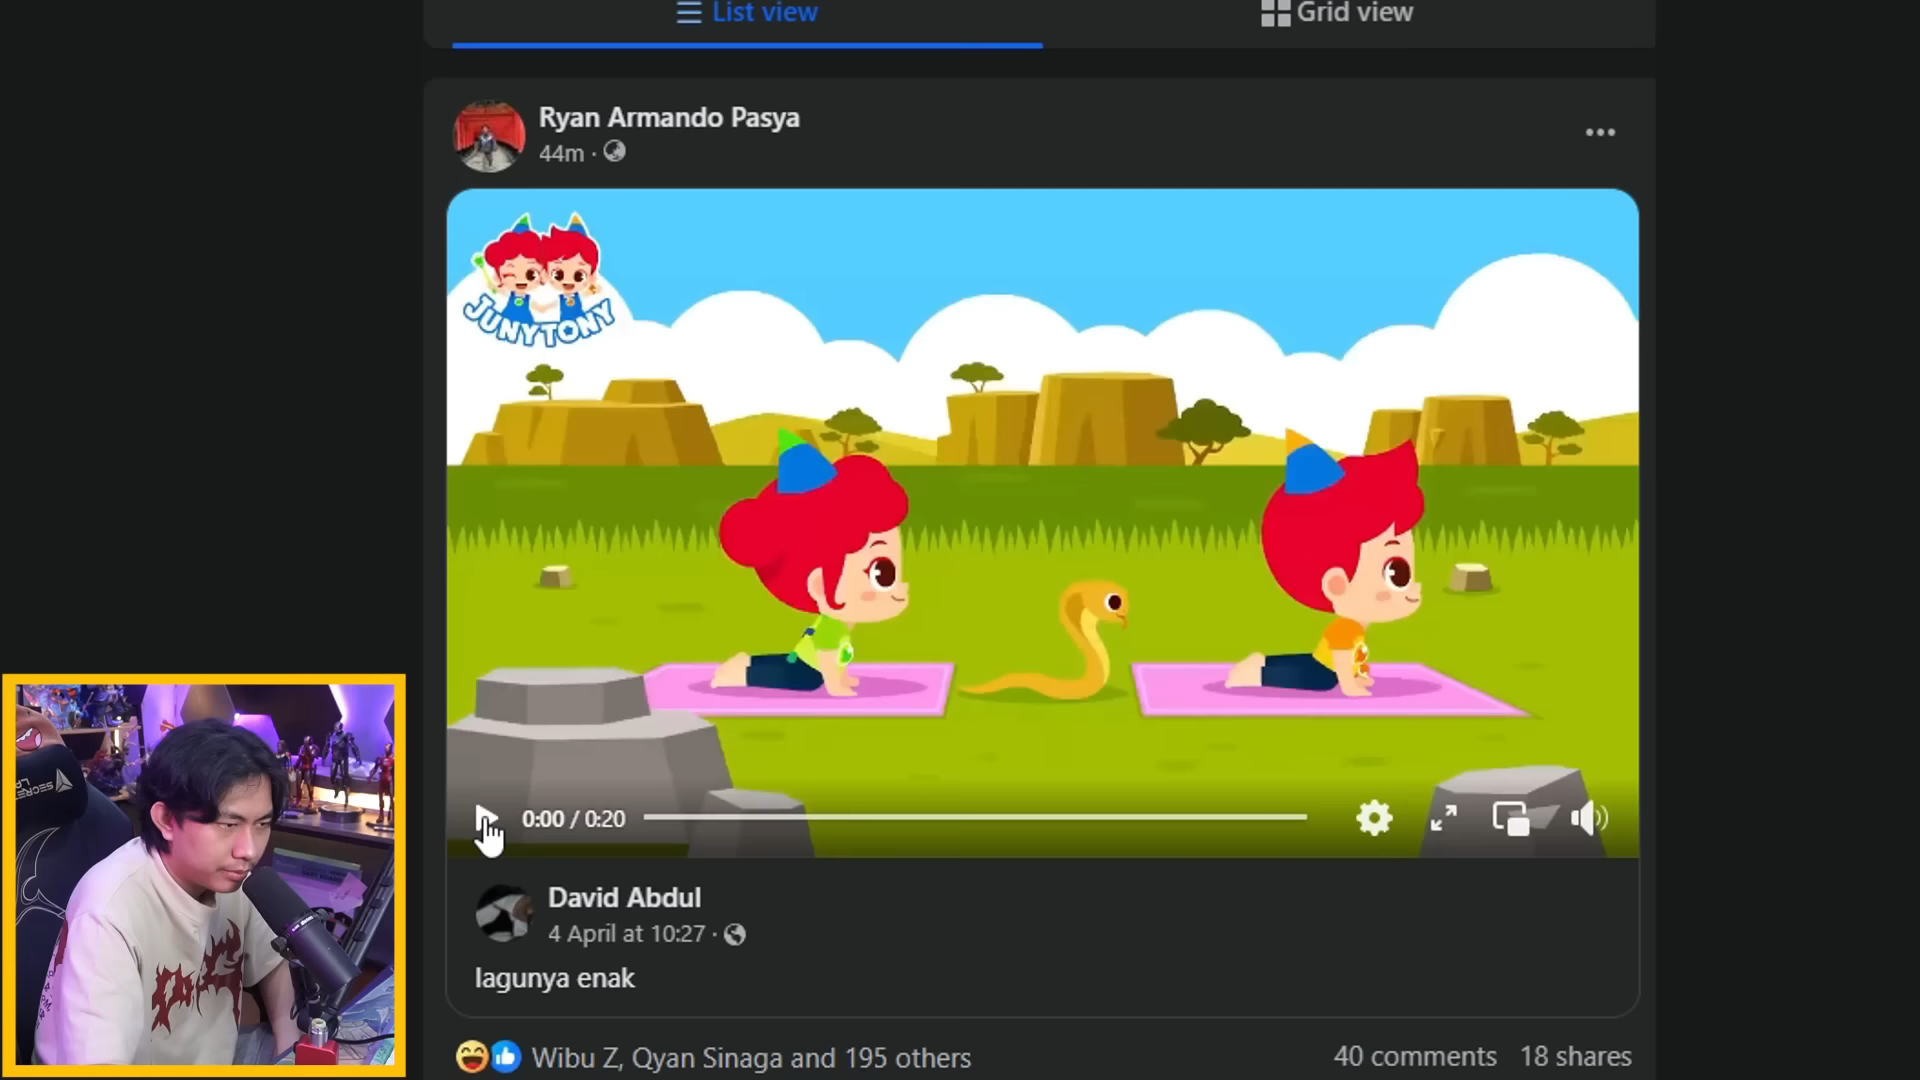 List view
Grid view
Ryan Armando Pasya
44m ·
JUNYTONY
0:00 / 0:20
David Abdul
4 April at 10:27 ·
lagunya enak
Wibu Z, Qyan Sinaga and 195 others
40 comments 18 shares